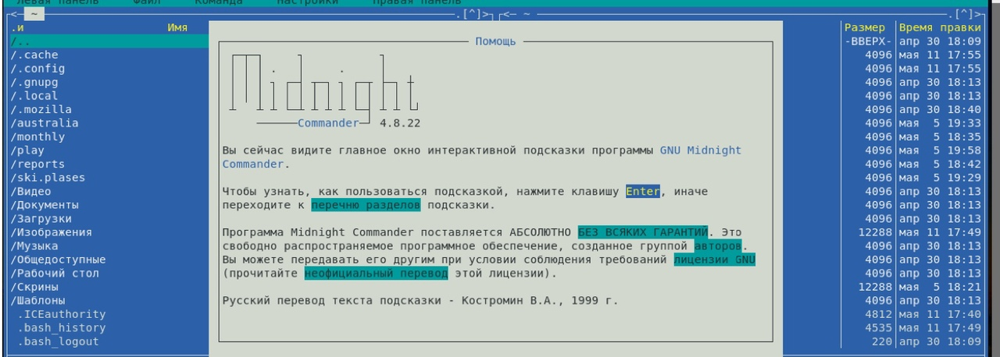 Левая панель Файл Команда Настройки Правая панель
<— ~ .[^]> <— ~ .[^]>
.и Имя Размер Время правки
/.. -ВВЕРХ- апр 30 18:09
/.cache 4096 мая 11 17:55
/.config 4096 мая 11 17:55
/.gnupg 4096 апр 30 18:13
/.local 4096 апр 30 18:13
/.mozilla 4096 апр 30 18:40
/australia 4096 мая 5 19:33
/monthly 4096 мая 5 18:35
/play 4096 мая 5 19:58
/reports 4096 мая 5 18:42
/ski.plases 4096 мая 5 19:29
/Видео 4096 апр 30 18:13
/Документы 4096 апр 30 18:13
/Загрузки 4096 апр 30 18:13
/Изображения 12288 мая 11 17:49
/Музыка 4096 апр 30 18:13
/Общедоступные 4096 апр 30 18:13
/Рабочий стол 4096 апр 30 18:13
/Скрины 12288 мая 5 18:21
/Шаблоны 4096 апр 30 18:13
.ICEauthority 4812 мая 11 17:40
.bash_history 4535 мая 11 17:49
.bash_logout 220 апр 30 18:09
Помощь
Midnight
Commander 4.8.22
Вы сейчас видите главное окно интерактивной подсказки программы GNU Midnight
Commander.
Чтобы узнать, как пользоваться подсказкой, нажмите клавишу Enter, иначе
переходите к перечню разделов подсказки.
Программа Midnight Commander поставляется АБСОЛЮТНО БЕЗ ВСЯКИХ ГАРАНТИЙ. Это
свободно распространяемое программное обеспечение, созданное группой авторов.
Вы можете передавать его другим при условии соблюдения требований лицензии GNU
(прочитайте неофициальный перевод этой лицензии).
Русский перевод текста подсказки - Костромин В.А., 1999 г.